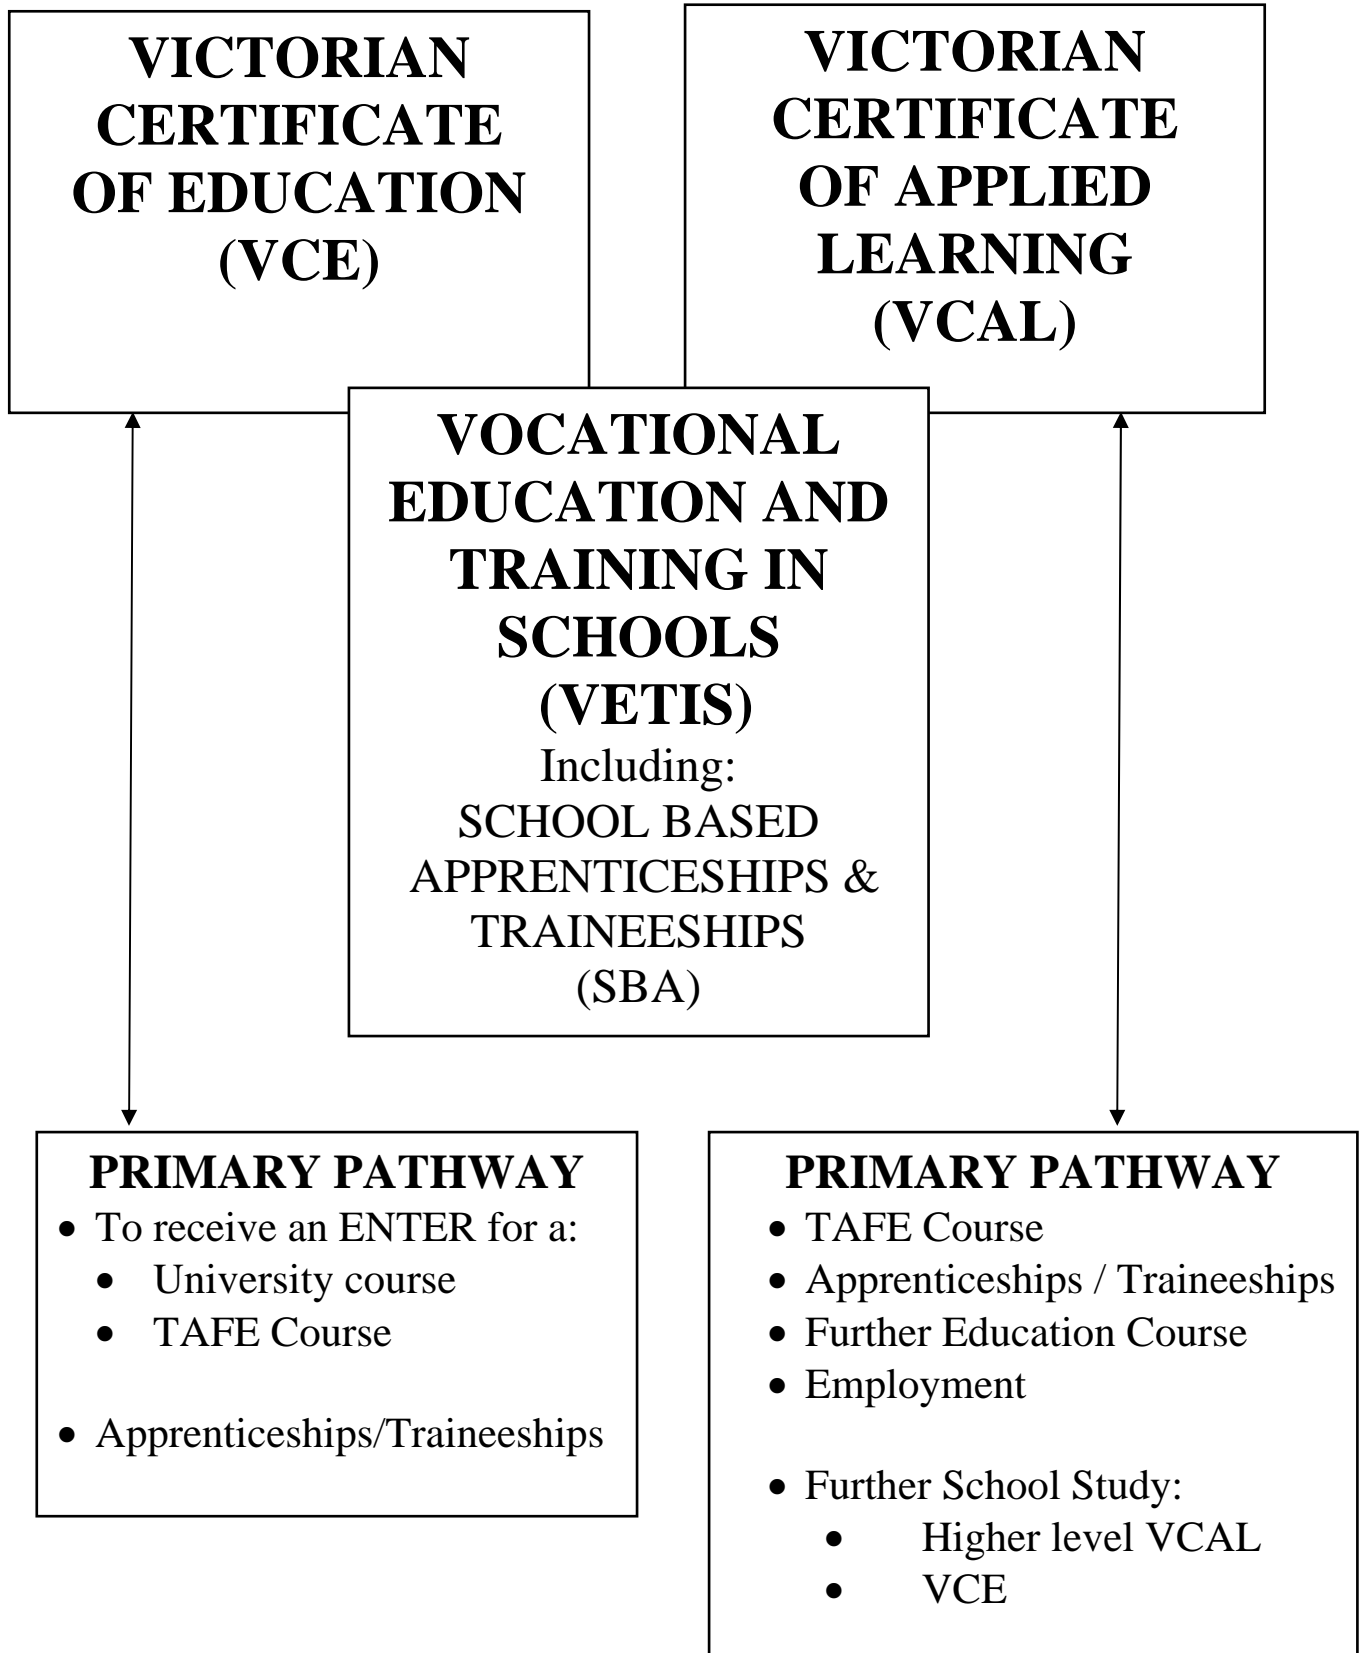 VICTORIAN
CERTIFICATE
OF EDUCATION
(VCE)
VICTORIAN
CERTIFICATE
OF APPLIED
LEARNING
(VCAL)
VOCATIONAL
EDUCATION AND
TRAINING IN
SCHOOLS
(VETIS)
Including:
SCHOOL BASED
APPRENTICESHIPS &
TRAINEESHIPS
(SBA)
PRIMARY PATHWAY
• To receive an ENTER for a:
• University course
• TAFE Course
• Apprenticeships/Traineeships
PRIMARY PATHWAY
• TAFE Course
• Apprenticeships / Traineeships
• Further Education Course
• Employment
• Further School Study:
• Higher level VCAL
• VCE